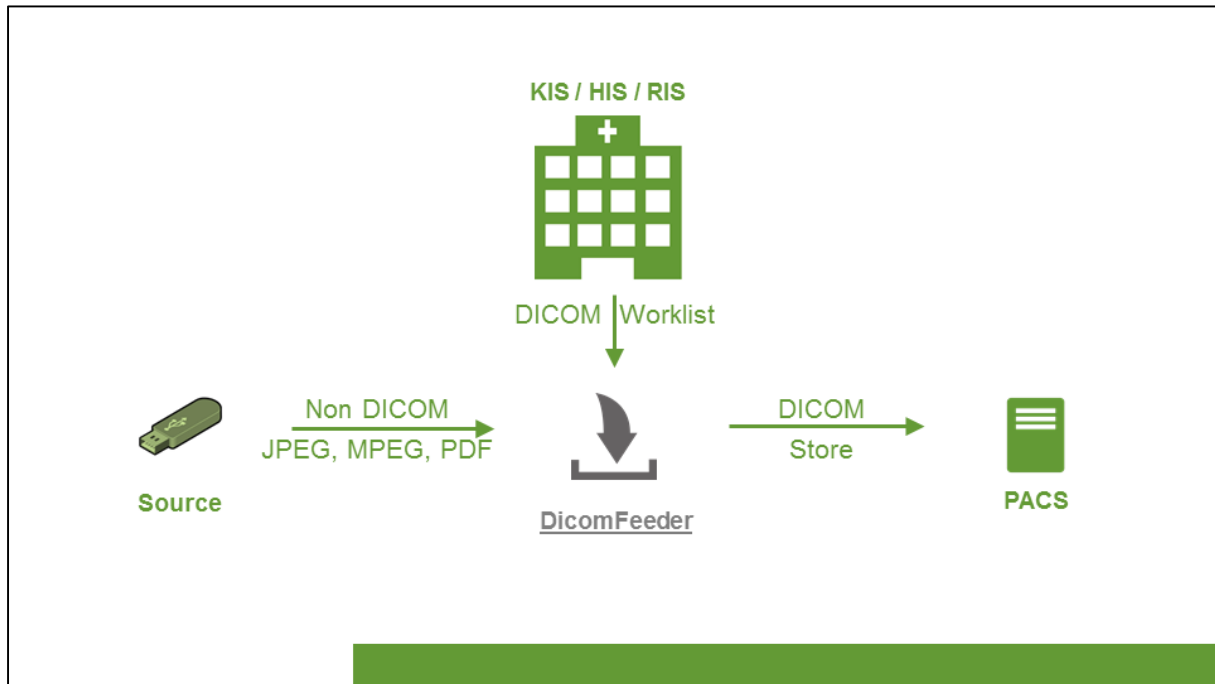 KIS / HIS / RIS
DICOM Worklist
Non DICOM
JPEG, MPEG, PDF
DICOM
Store
Source
DicomFeeder
PACS